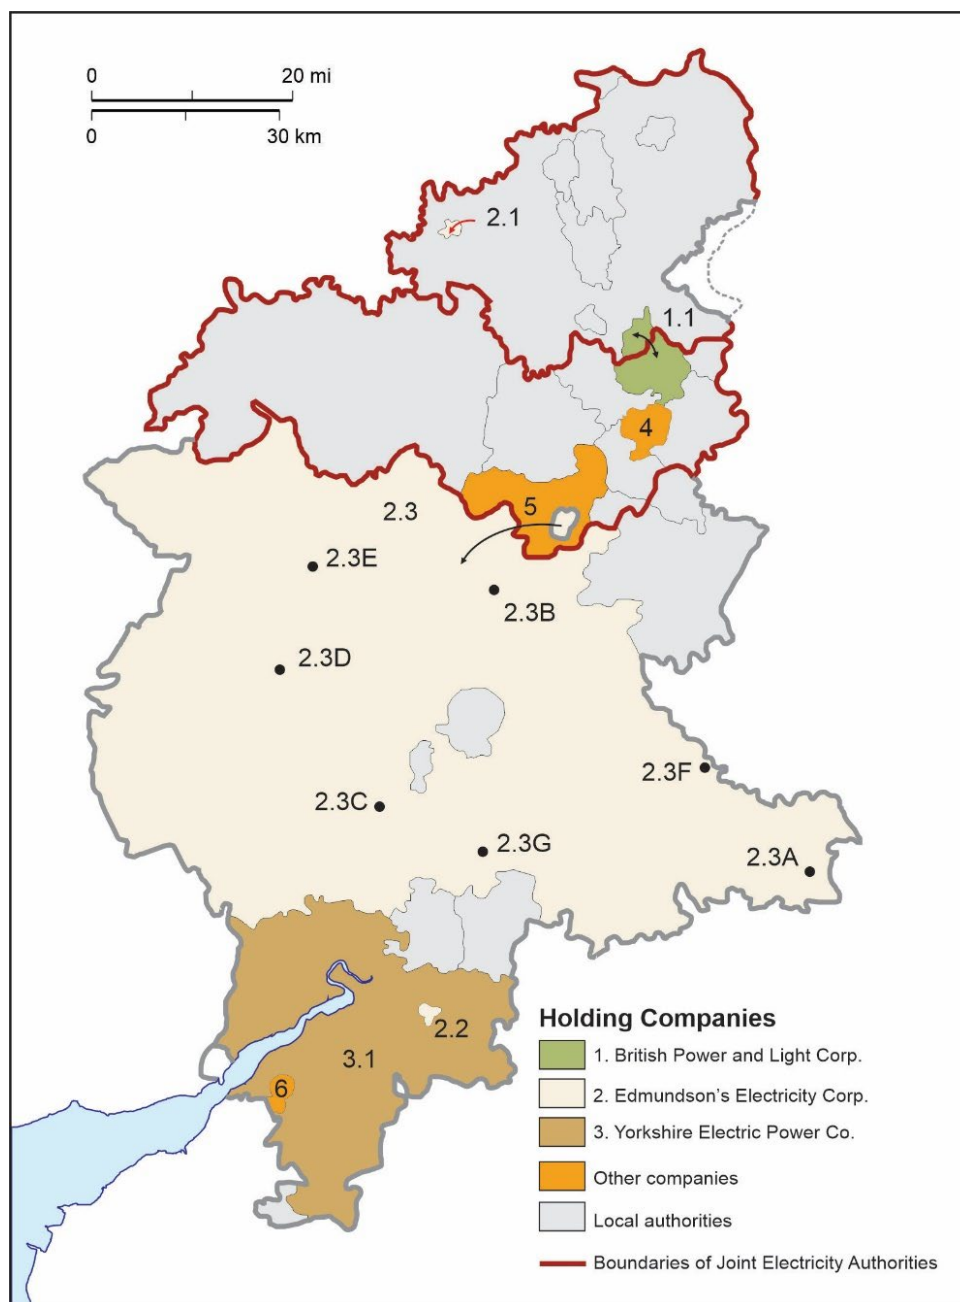 0 20 mi
0 30 km
2.1
1.1
4
5
2.3
2.3E
2.3B
2.3D
2.3F
2.3C
2.3G
2.3A
2.2
3.1
6
Holding Companies
1. British Power and Light Corp.
2. Edmundson's Electricity Corp.
3. Yorkshire Electric Power Co.
Other companies
Local authorities
Boundaries of Joint Electricity Authorities